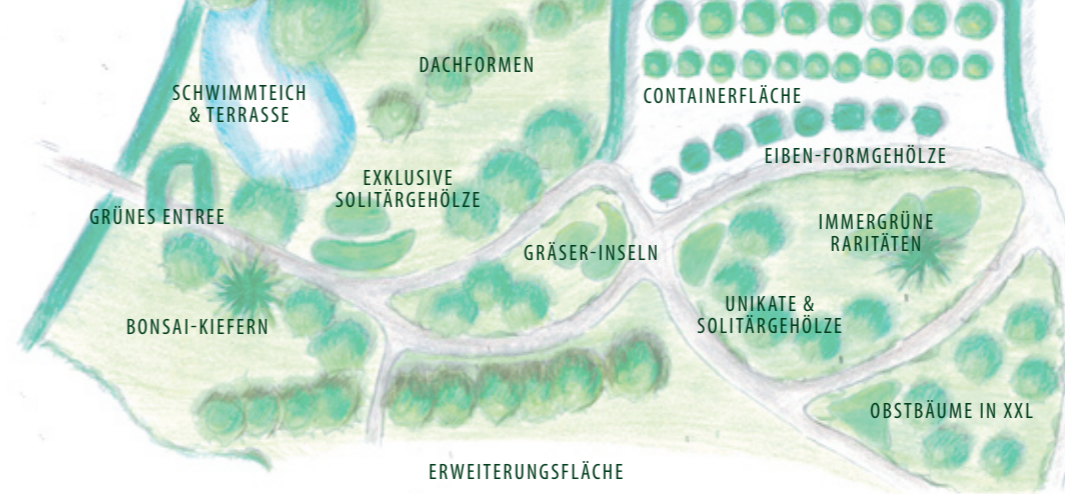 DACHFORMEN
SCHWIMMTEICH
& TERRASSE
CONTAINERFLÄCHE
EIBEN-FORMGEHÖLZE
EXKLUSIVE
SOLITÄRGEHÖLZE
GRÜNES ENTREE
IMMERGRÜNE
RARITÄTEN
GRÄSER-INSELN
UNIKATE &
SOLITÄRGEHÖLZE
BONSAI-KIEFERN
OBSTBÄUME IN XXL
ERWEITERUNGSFLÄCHE